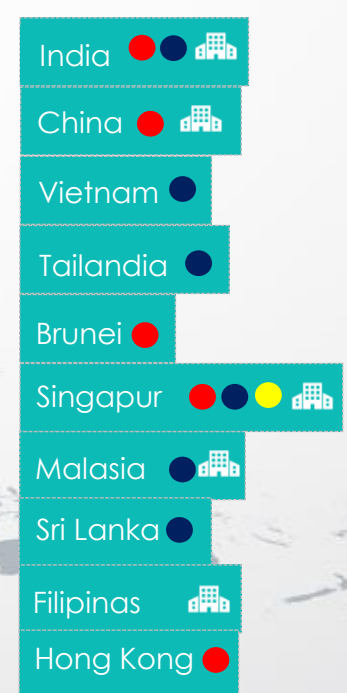 India
China
Vietnam
Tailandia
Brunei
Singapur
Malasia
Sri Lanka
Filipinas
Hong Kong